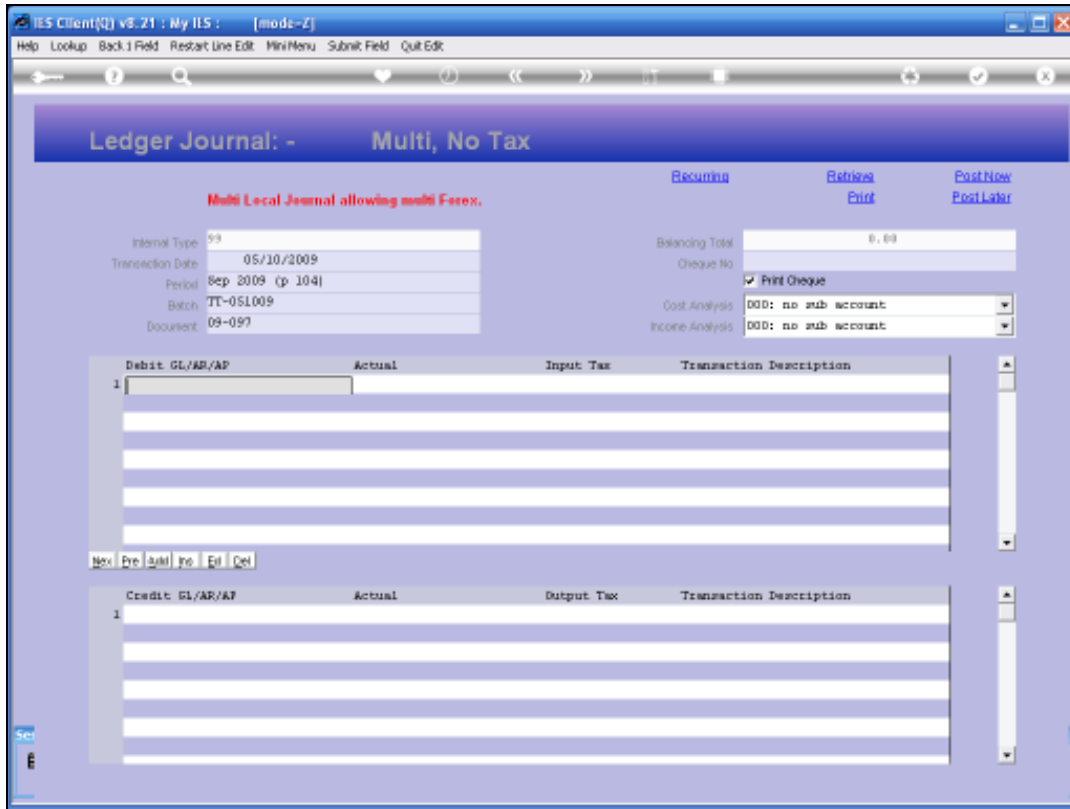 IES Client(Q) v8.21 : My IES : [mode-Z]
Help Lookup Back 1 Field Restart Line Edit MiniMenu Submit Field Quit Edit
Ledger Journal: - Multi, No Tax
Recurring Retrieve Post Now
Multi Local Journal allowing multi Forex. Print Post Later
Internal Type 99 Balancing Total 0.00
Transaction Date 05/10/2009 Cheque No
Period Sep 2009 (p 104) Print Cheque
Batch TT-051009 Cost Analysis 000: no sub account
Document 09-097 Income Analysis 000: no sub account
Debit GL/AR/AP Actual Input Tax Transaction Description
1
Nex Pre Add Ins Ed Del
Credit GL/AR/AP Actual Output Tax Transaction Description
1